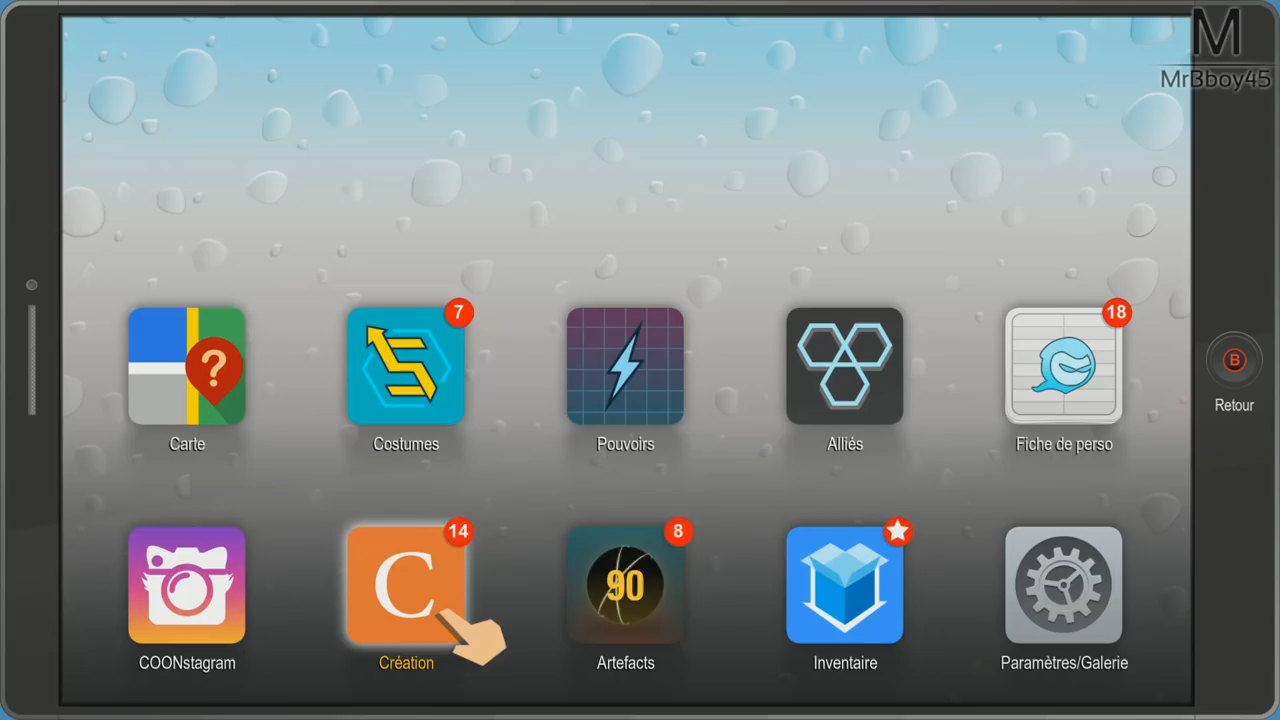 M
MrBboy45
7
18
Carte
Costumes
Pouvoirs
Alliés
Fiche de perso
B
Retour
14
8
C
90
COONstagram
Création
Artefacts
Inventaire
Paramètres/Galerie
?